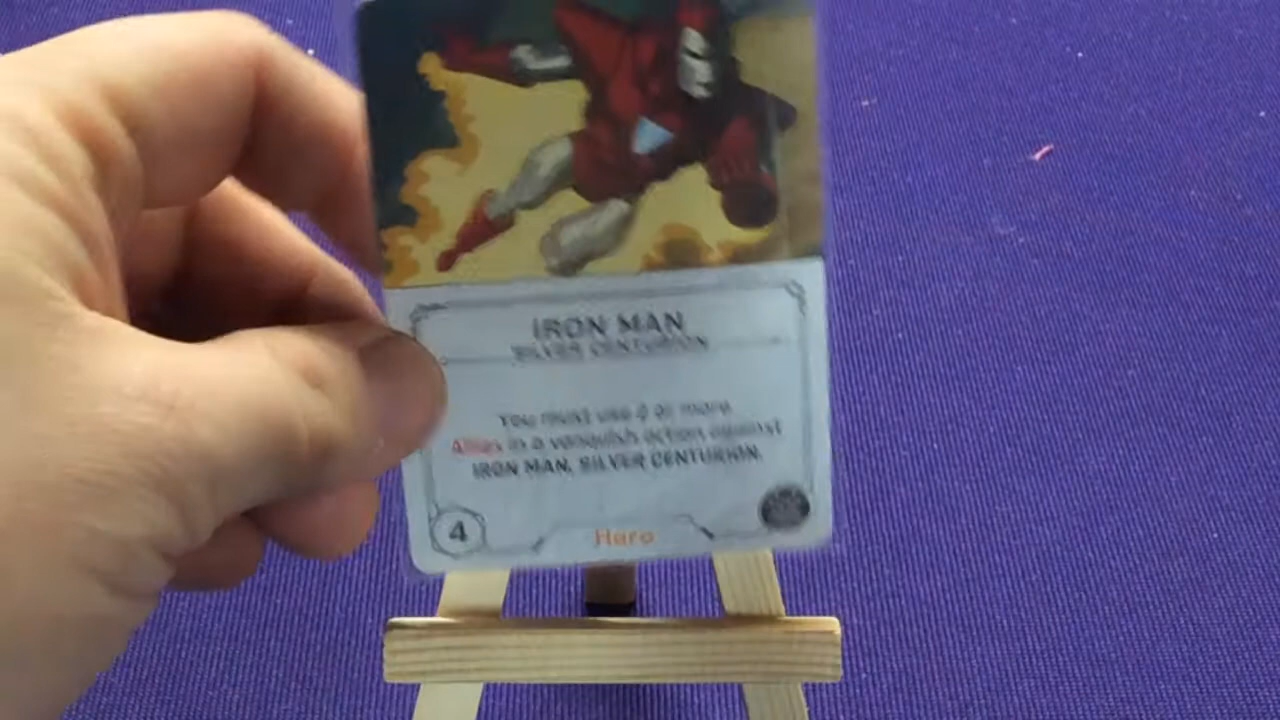 IRON MAN
SILVER CENTURION
You must use 2 or more
Allies in a vanquish action against
IRON MAN, SILVER CENTURION.
4
Hero